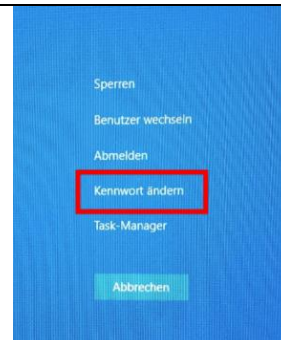 Sperren
Benutzer wechseln
Abmelden
Kennwort ändern
Task-Manager
Abbrechen